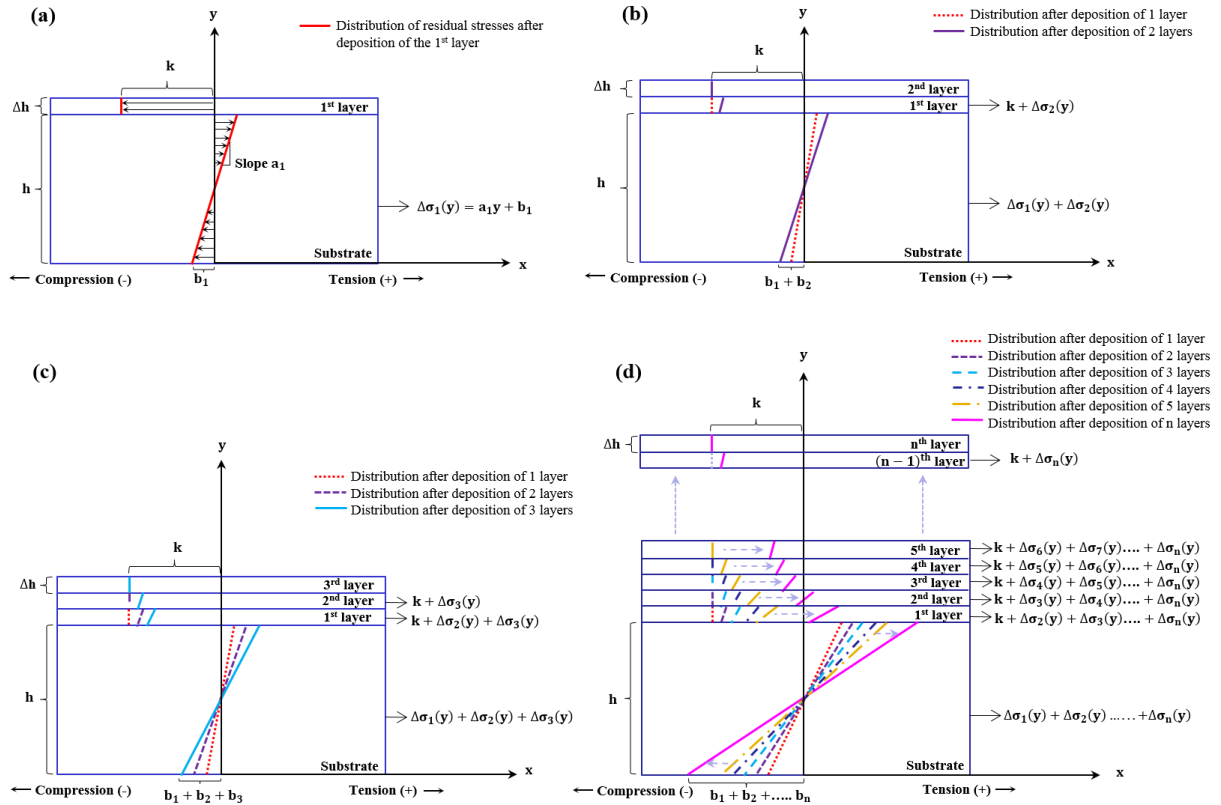 (a)
y
Distribution of residual stresses after
deposition of the 1st layer
k
Δh
1st layer
Slope a₁
h
Δσ₁(y) = a₁y + b₁
Substrate
x
← Compression (-)
b₁
Tension (+) →
(b)
y
Distribution after deposition of 1 layer
Distribution after deposition of 2 layers
k
Δh
2nd layer
1st layer
k + Δσ₂(y)
h
Δσ₁(y) + Δσ₂(y)
Substrate
x
← Compression (-)
b₁ + b₂
Tension (+) →
(c)
y
Distribution after deposition of 1 layer
Distribution after deposition of 2 layers
Distribution after deposition of 3 layers
k
Δh
3rd layer
2nd layer
k + Δσ₃(y)
1st layer
k + Δσ₂(y) + Δσ₃(y)
h
Δσ₁(y) + Δσ₂(y) + Δσ₃(y)
Substrate
x
← Compression (-)
b₁ + b₂ + b₃
Tension (+) →
(d)
y
Distribution after deposition of 1 layer
Distribution after deposition of 2 layers
Distribution after deposition of 3 layers
Distribution after deposition of 4 layers
Distribution after deposition of 5 layers
Distribution after deposition of n layers
k
Δh
nth layer
(n − 1)th layer
k + Δσₙ(y)
5th layer
k + Δσ₆(y) + Δσ₇(y).... + Δσₙ(y)
4th layer
k + Δσ₅(y) + Δσ₆(y).... + Δσₙ(y)
3rd layer
k + Δσ₄(y) + Δσ₅(y).... + Δσₙ(y)
2nd layer
k + Δσ₃(y) + Δσ₄(y).... + Δσₙ(y)
1st layer
k + Δσ₂(y) + Δσ₃(y).... + Δσₙ(y)
h
Δσ₁(y) + Δσ₂(y) ...... +Δσₙ(y)
Substrate
x
← Compression (-)
b₁ + b₂ +..... bₙ
Tension (+) →